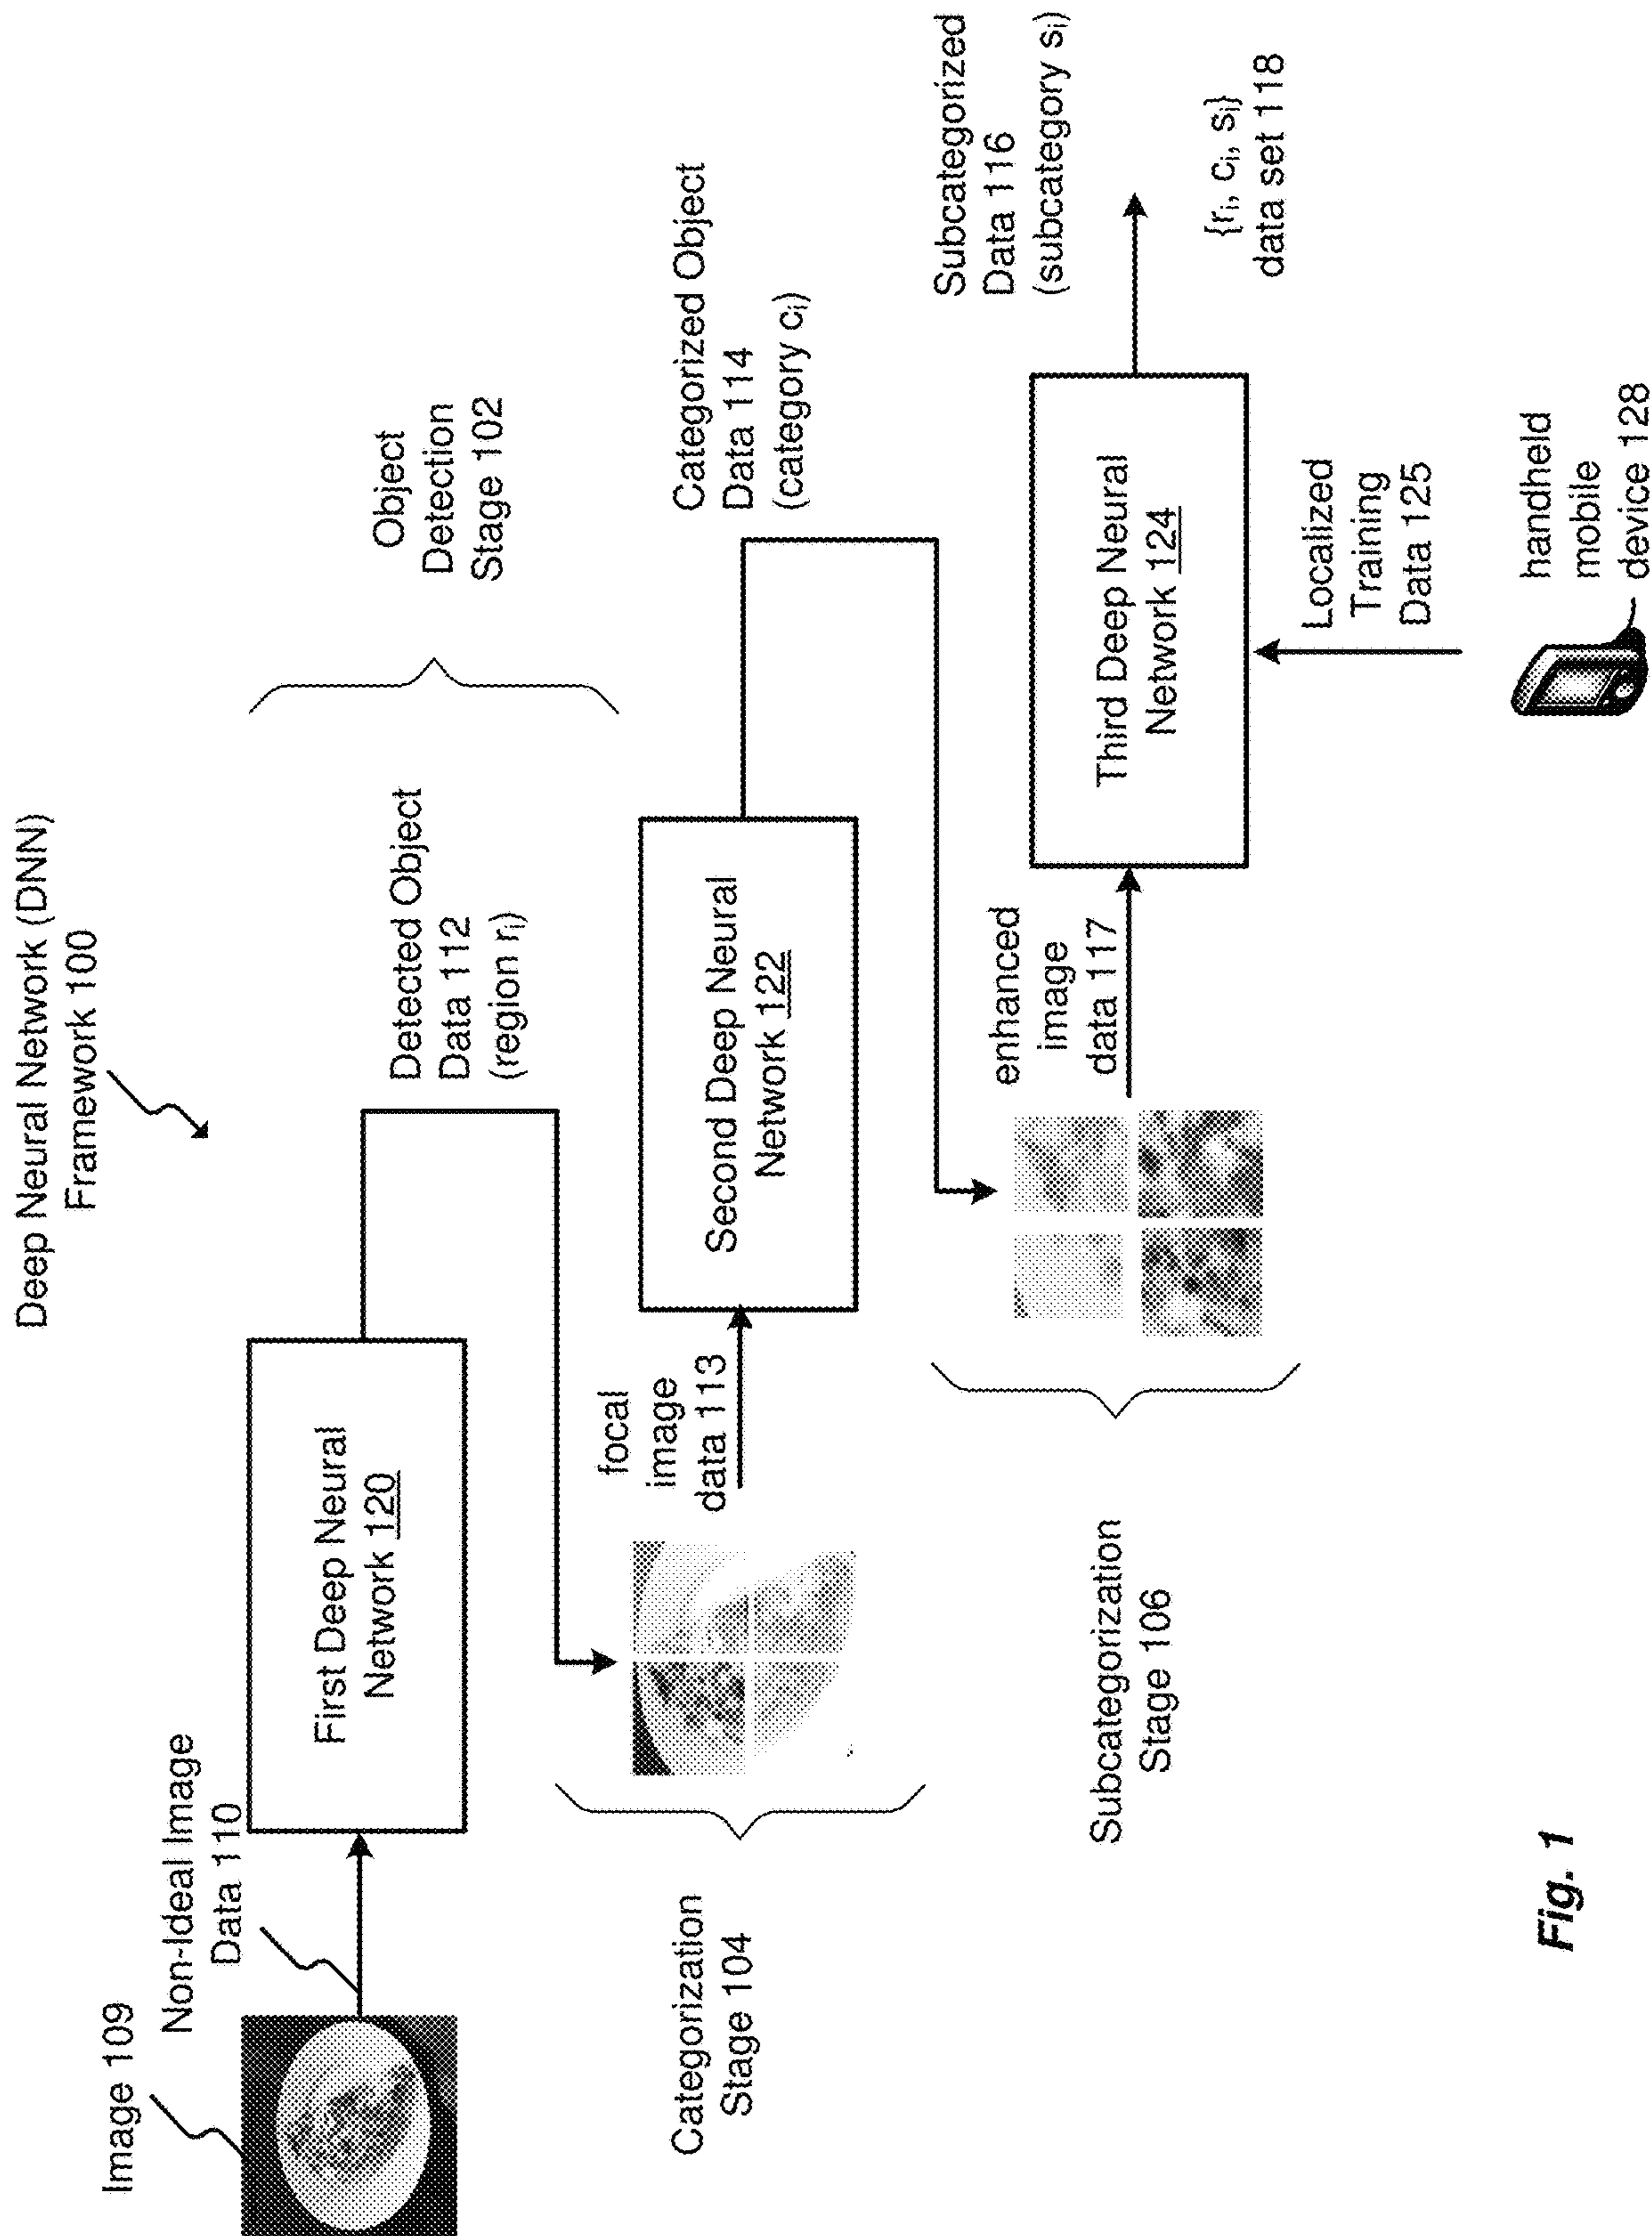 Deep Neural Network (DNN)
Framework 100
Image 109
Non-Ideal Image
Data 110
First Deep Neural
Network 120
Object
Detection
Stage 102
Detected Object
Data 112
(region ri)
Categorization
Stage 104
focal
image
data 113
Second Deep Neural
Network 122
Categorized Object
Data 114
(category ci)
Subcategorization
Stage 106
enhanced
image
data 117
Third Deep Neural
Network 124
Subcategorized
Data 116
(subcategory si)
{ri, ci, si}
data set 118
Localized
Training
Data 125
handheld
mobile
device 128
Fig. 1